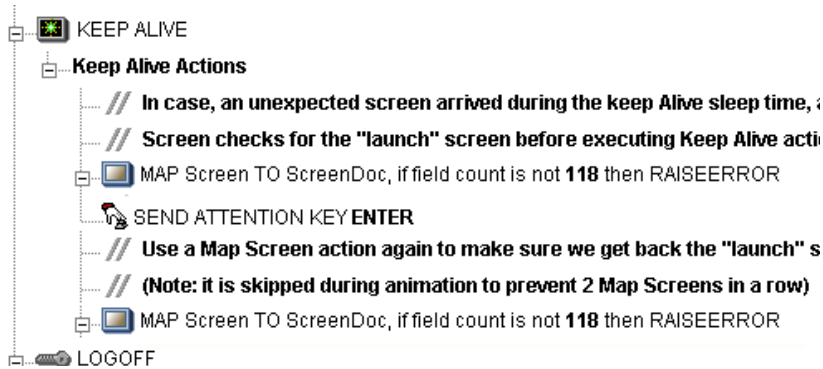 KEEP ALIVE
Keep Alive Actions
// In case, an unexpected screen arrived during the keep Alive sleep time,
// Screen checks for the "launch" screen before executing Keep Alive
MAP Screen TO ScreenDoc, if field count is not 118 then RAISEERROR
SEND ATTENTION KEY ENTER
// Use a Map Screen action again to make sure we get back the "launch"
// (Note: it is skipped during animation to prevent 2 Map Screens in a row)
MAP Screen TO ScreenDoc, if field count is not 118 then RAISEERROR
LOGOFF